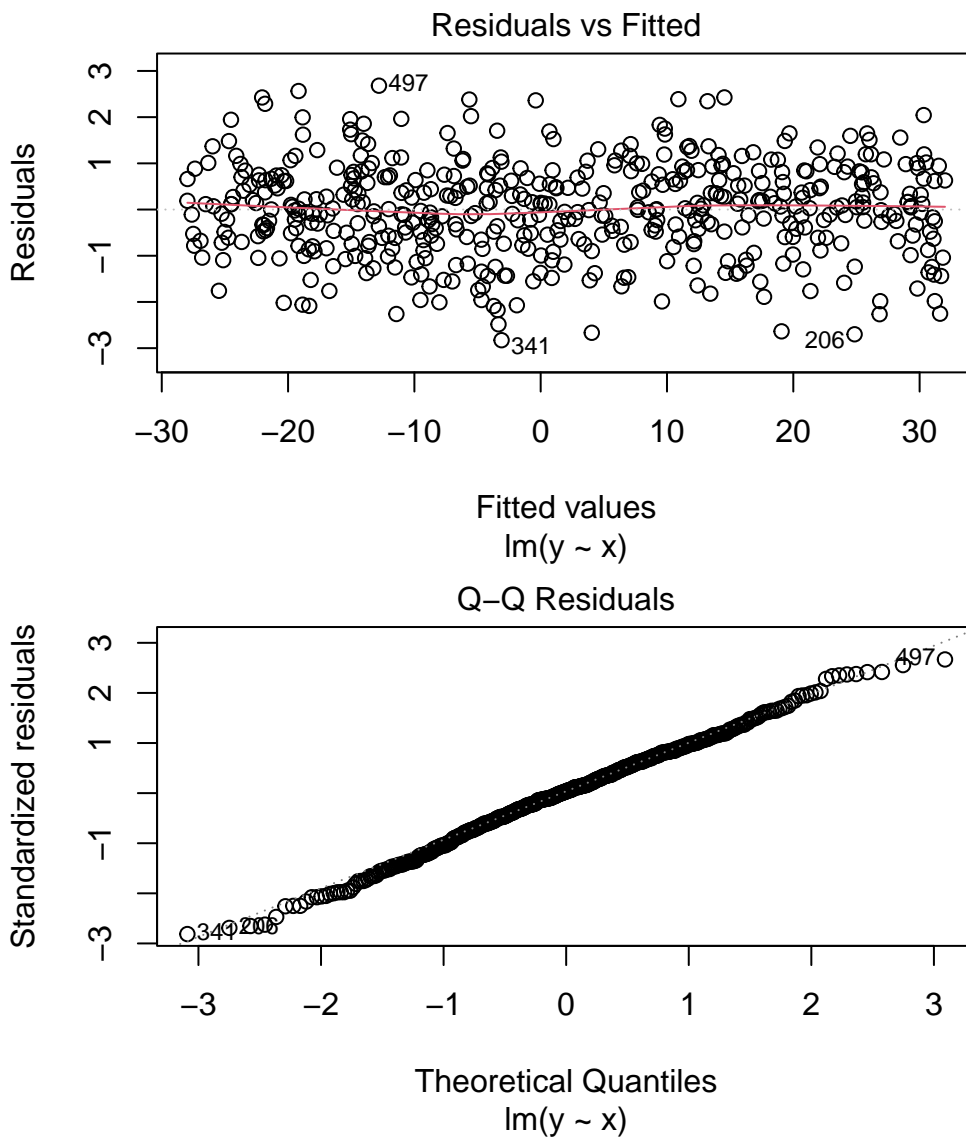 Residuals vs Fitted
Residuals
3
2
1
−1
−3
497
341
206
−30 −20 −10 0 10 20 30
Fitted values
lm(y ~ x)
Q−Q Residuals
Standardized residuals
3
2
1
−1
−3
497
341
206
−3 −2 −1 0 1 2 3
Theoretical Quantiles
lm(y ~ x)